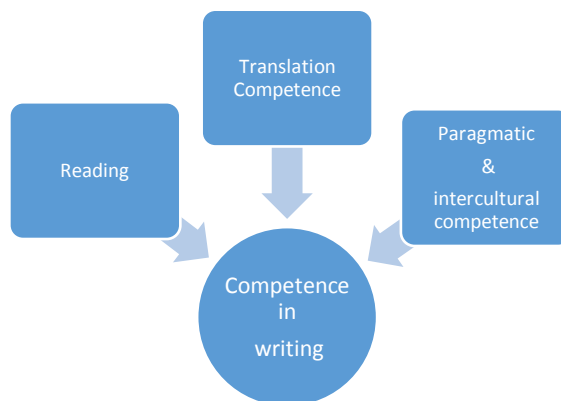 Translation
Competence
Reading
Paragmatic
&
intercultural
competence
Competence
in
writing